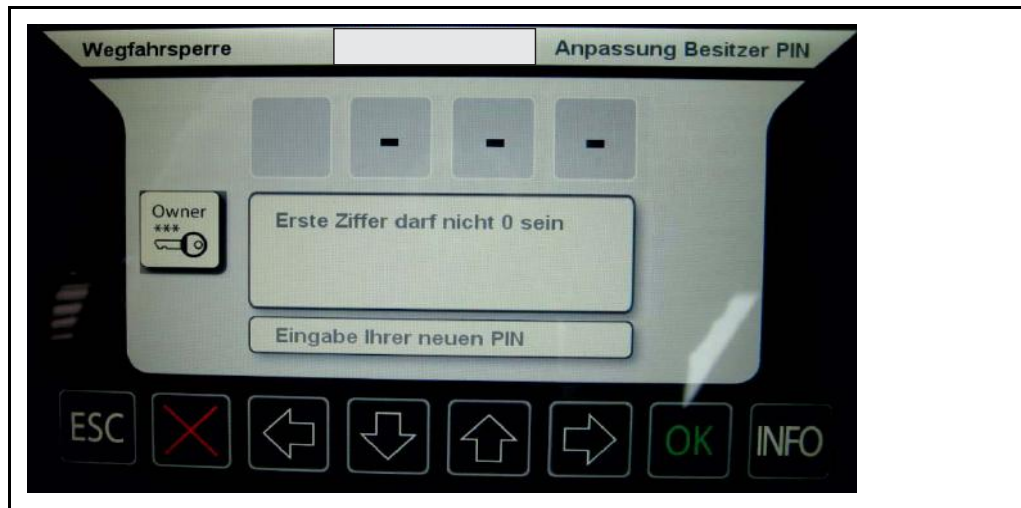 Wegfahrsperre Anpassung Besitzer PIN
- - -
Owner
***
Erste Ziffer darf nicht 0 sein
Eingabe Ihrer neuen PIN
ESC OK INFO